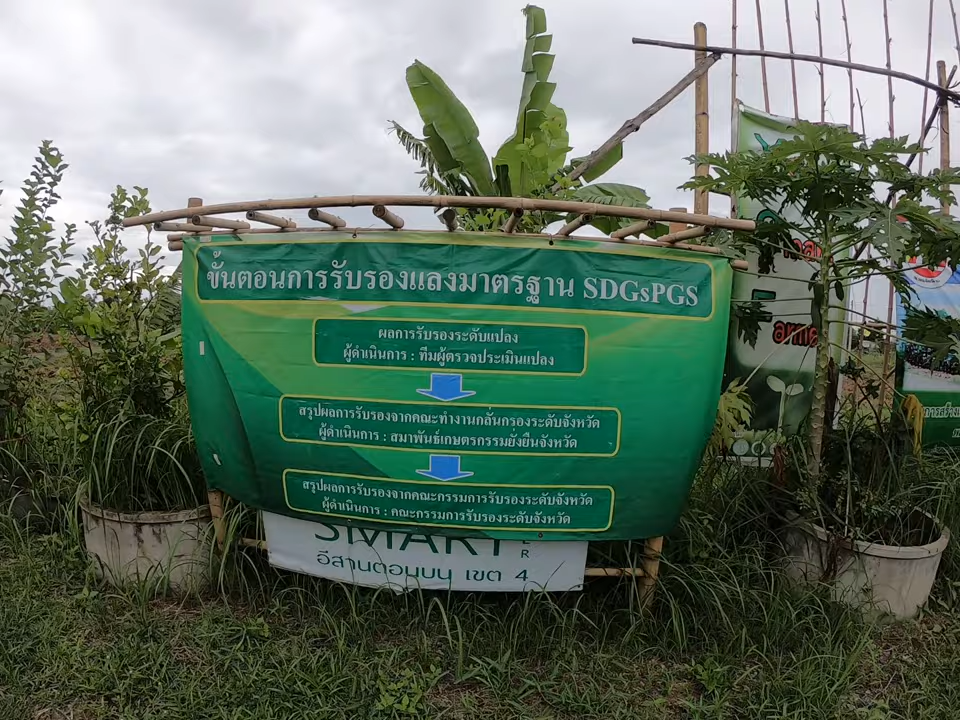 ขั้นตอนการรับรองแลงมาตรฐาน SDGsPGS
ผลการรับรองระดับแปลง
ผู้ดำเนินการ : ทีมผู้ตรวจประเมินแปลง
สรุปผลการรับรองจากคณะทำงานกลั่นกรองระดับจังหวัด
ผู้ดำเนินการ : สมาพันธ์เกษตรกรรมยั่งยืนจังหวัด
สรุปผลการรับรองจากคณะกรรมการรับรองระดับจังหวัด
ผู้ดำเนินการ : คณะกรรมการรับรองระดับจังหวัด
SMART
อีสานตอนบน เขต 4